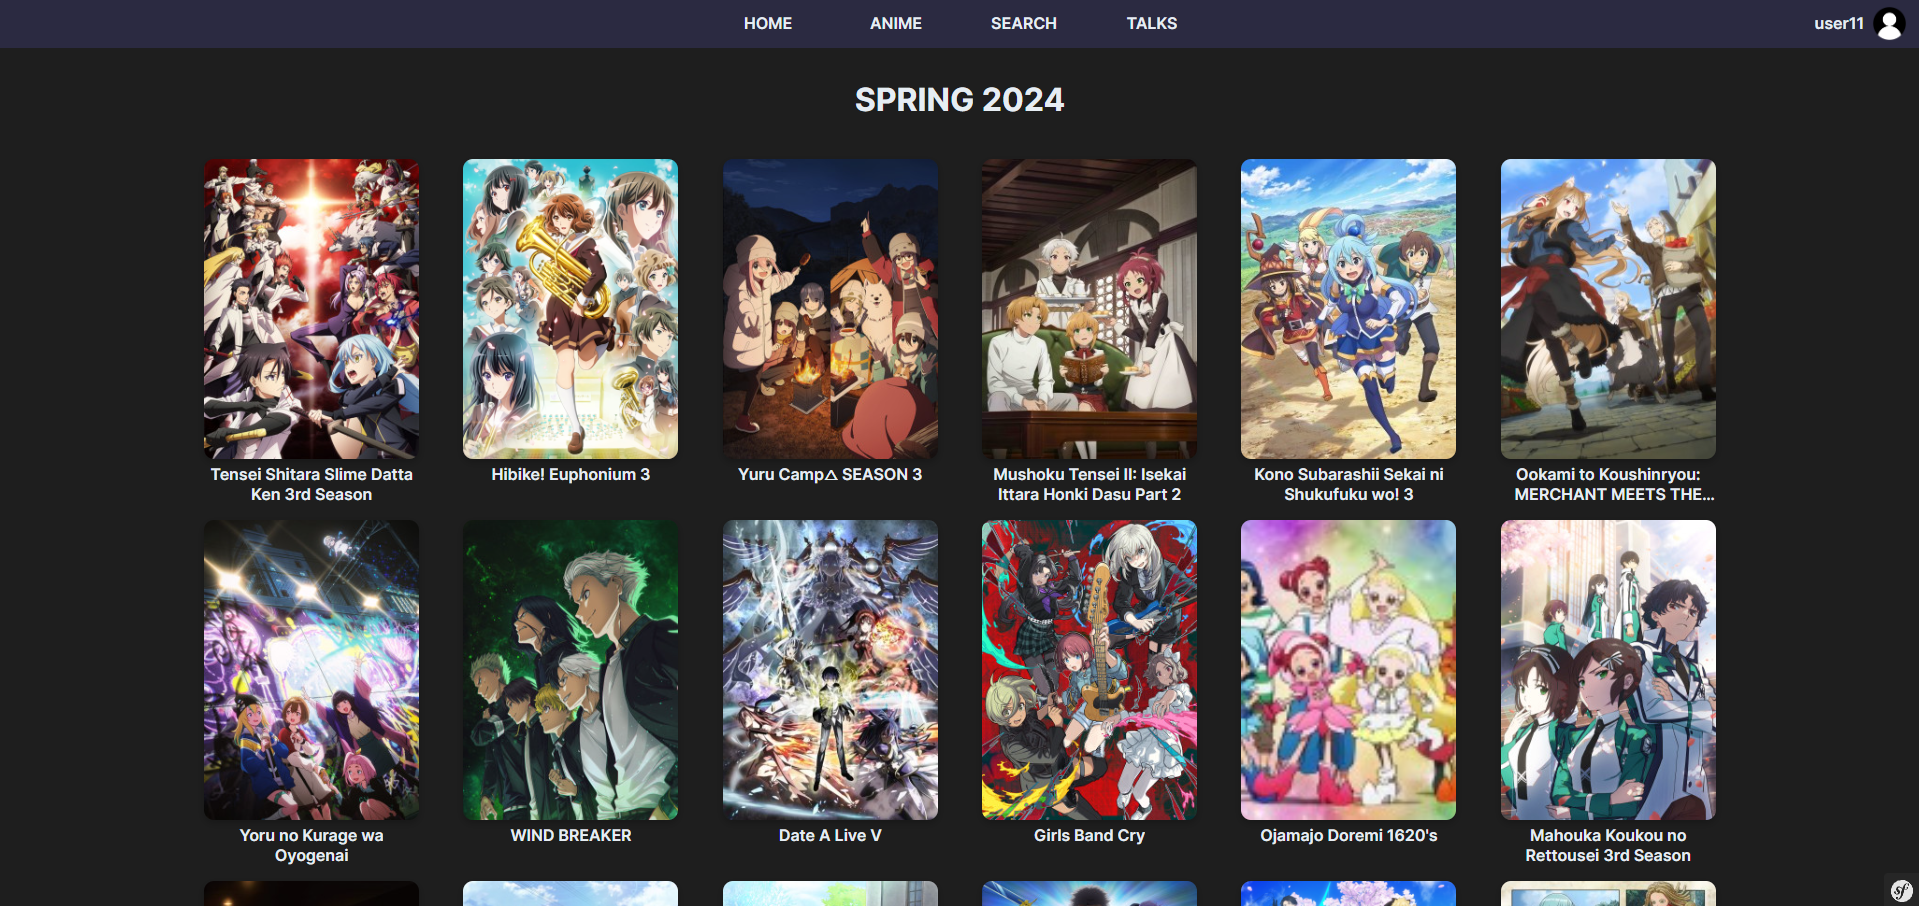 HOME
ANIME
SEARCH
TALKS
user11
SPRING 2024
Tensei Shitara Slime Datta
Ken 3rd Season
Hibike! Euphonium 3
Yuru Camp△ SEASON 3
Mushoku Tensei II: Isekai
Ittara Honki Dasu Part 2
Kono Subarashii Sekai ni
Shukufuku wo! 3
Ookami to Koushinryou:
MERCHANT MEETS THE...
Yoru no Kurage wa
Oyogenai
WIND BREAKER
Date A Live V
Girls Band Cry
Ojamajo Doremi 1620's
Mahouka Koukou no
Rettousei 3rd Season
sf